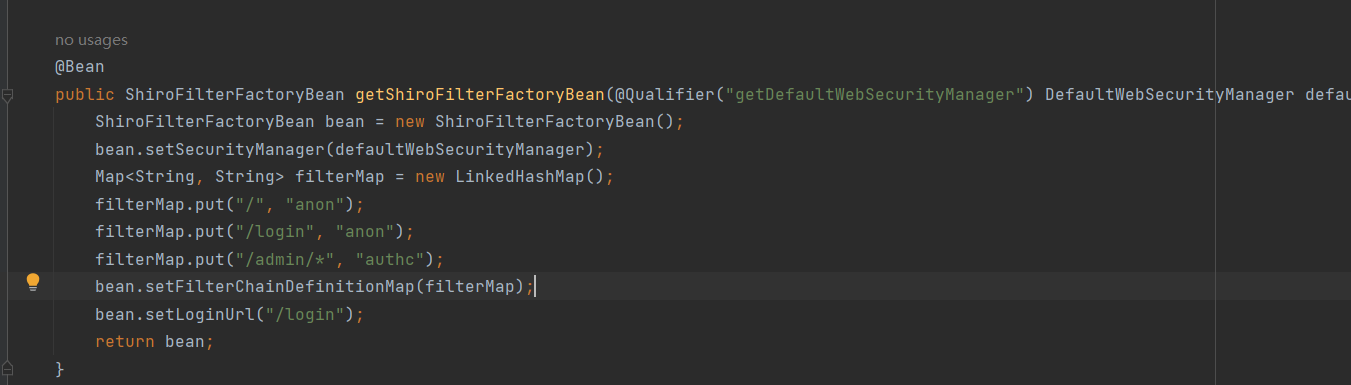 no usages
@Bean
public ShiroFilterFactoryBean getShiroFilterFactoryBean(@Qualifier("getDefaultWebSecurityManager") DefaultWebSecurityManager defa
ShiroFilterFactoryBean bean = new ShiroFilterFactoryBean();
bean.setSecurityManager(defaultWebSecurityManager);
Map<String, String> filterMap = new LinkedHashMap();
filterMap.put("/", "anon");
filterMap.put("/login", "anon");
filterMap.put("/admin/*", "authc");
bean.setFilterChainDefinitionMap(filterMap);
bean.setLoginUrl("/login");
return bean;
}